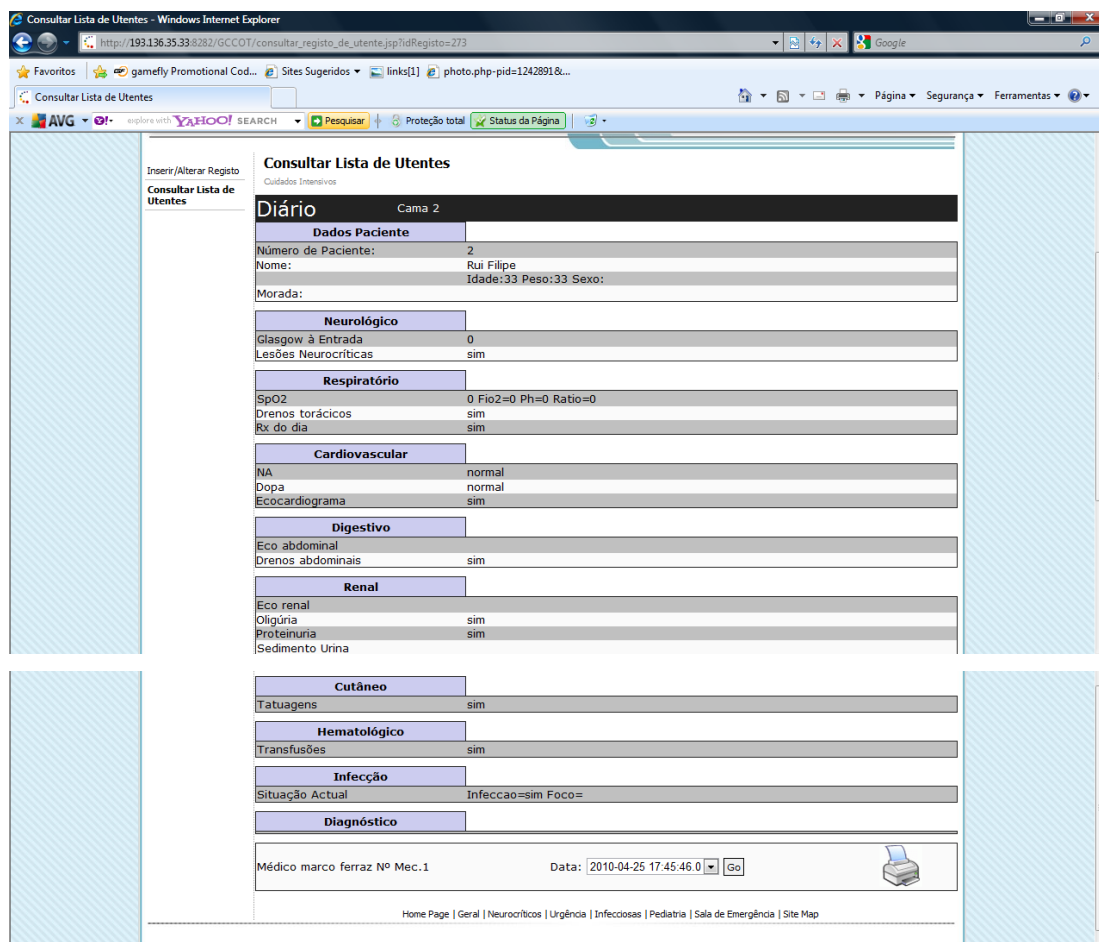 Consultar Lista de Utentes - Windows Internet Explorer
http://193.136.35.33:8282/GCCOT/consultar_registo_de_utente.jsp?idRegisto=273
Google
Favoritos gamefly Promotional Cod... Sites Sugeridos links[1] photo.php-pid=1242891&...
Consultar Lista de Utentes Página Segurança Ferramentas
AVG explore with YAHOO! SEARCH Pesquisar Proteção total Status da Página
Inserir/Alterar Registo
Consultar Lista de
Utentes
Consultar Lista de Utentes
Cuidados Intensivos
Diário Cama 2
Dados Paciente
Número de Paciente: 2
Nome: Rui Filipe
Idade:33 Peso:33 Sexo:
Morada:
Neurológico
Glasgow à Entrada 0
Lesões Neurocríticas sim
Respiratório
SpO2 0 Fio2=0 Ph=0 Ratio=0
Drenos torácicos sim
Rx do dia sim
Cardiovascular
NA normal
Dopa normal
Ecocardiograma sim
Digestivo
Eco abdominal
Drenos abdominais sim
Renal
Eco renal
Oligúria sim
Proteinuria sim
Sedimento Urina
Cutâneo
Tatuagens sim
Hematológico
Transfusões sim
Infecção
Situação Actual Infeccao=sim Foco=
Diagnóstico
Médico marco ferraz Nº Mec.1 Data: 2010-04-25 17:45:46.0 Go
Home Page | Geral | Neurocríticos | Urgência | Infecciosas | Pediatria | Sala de Emergência | Site Map